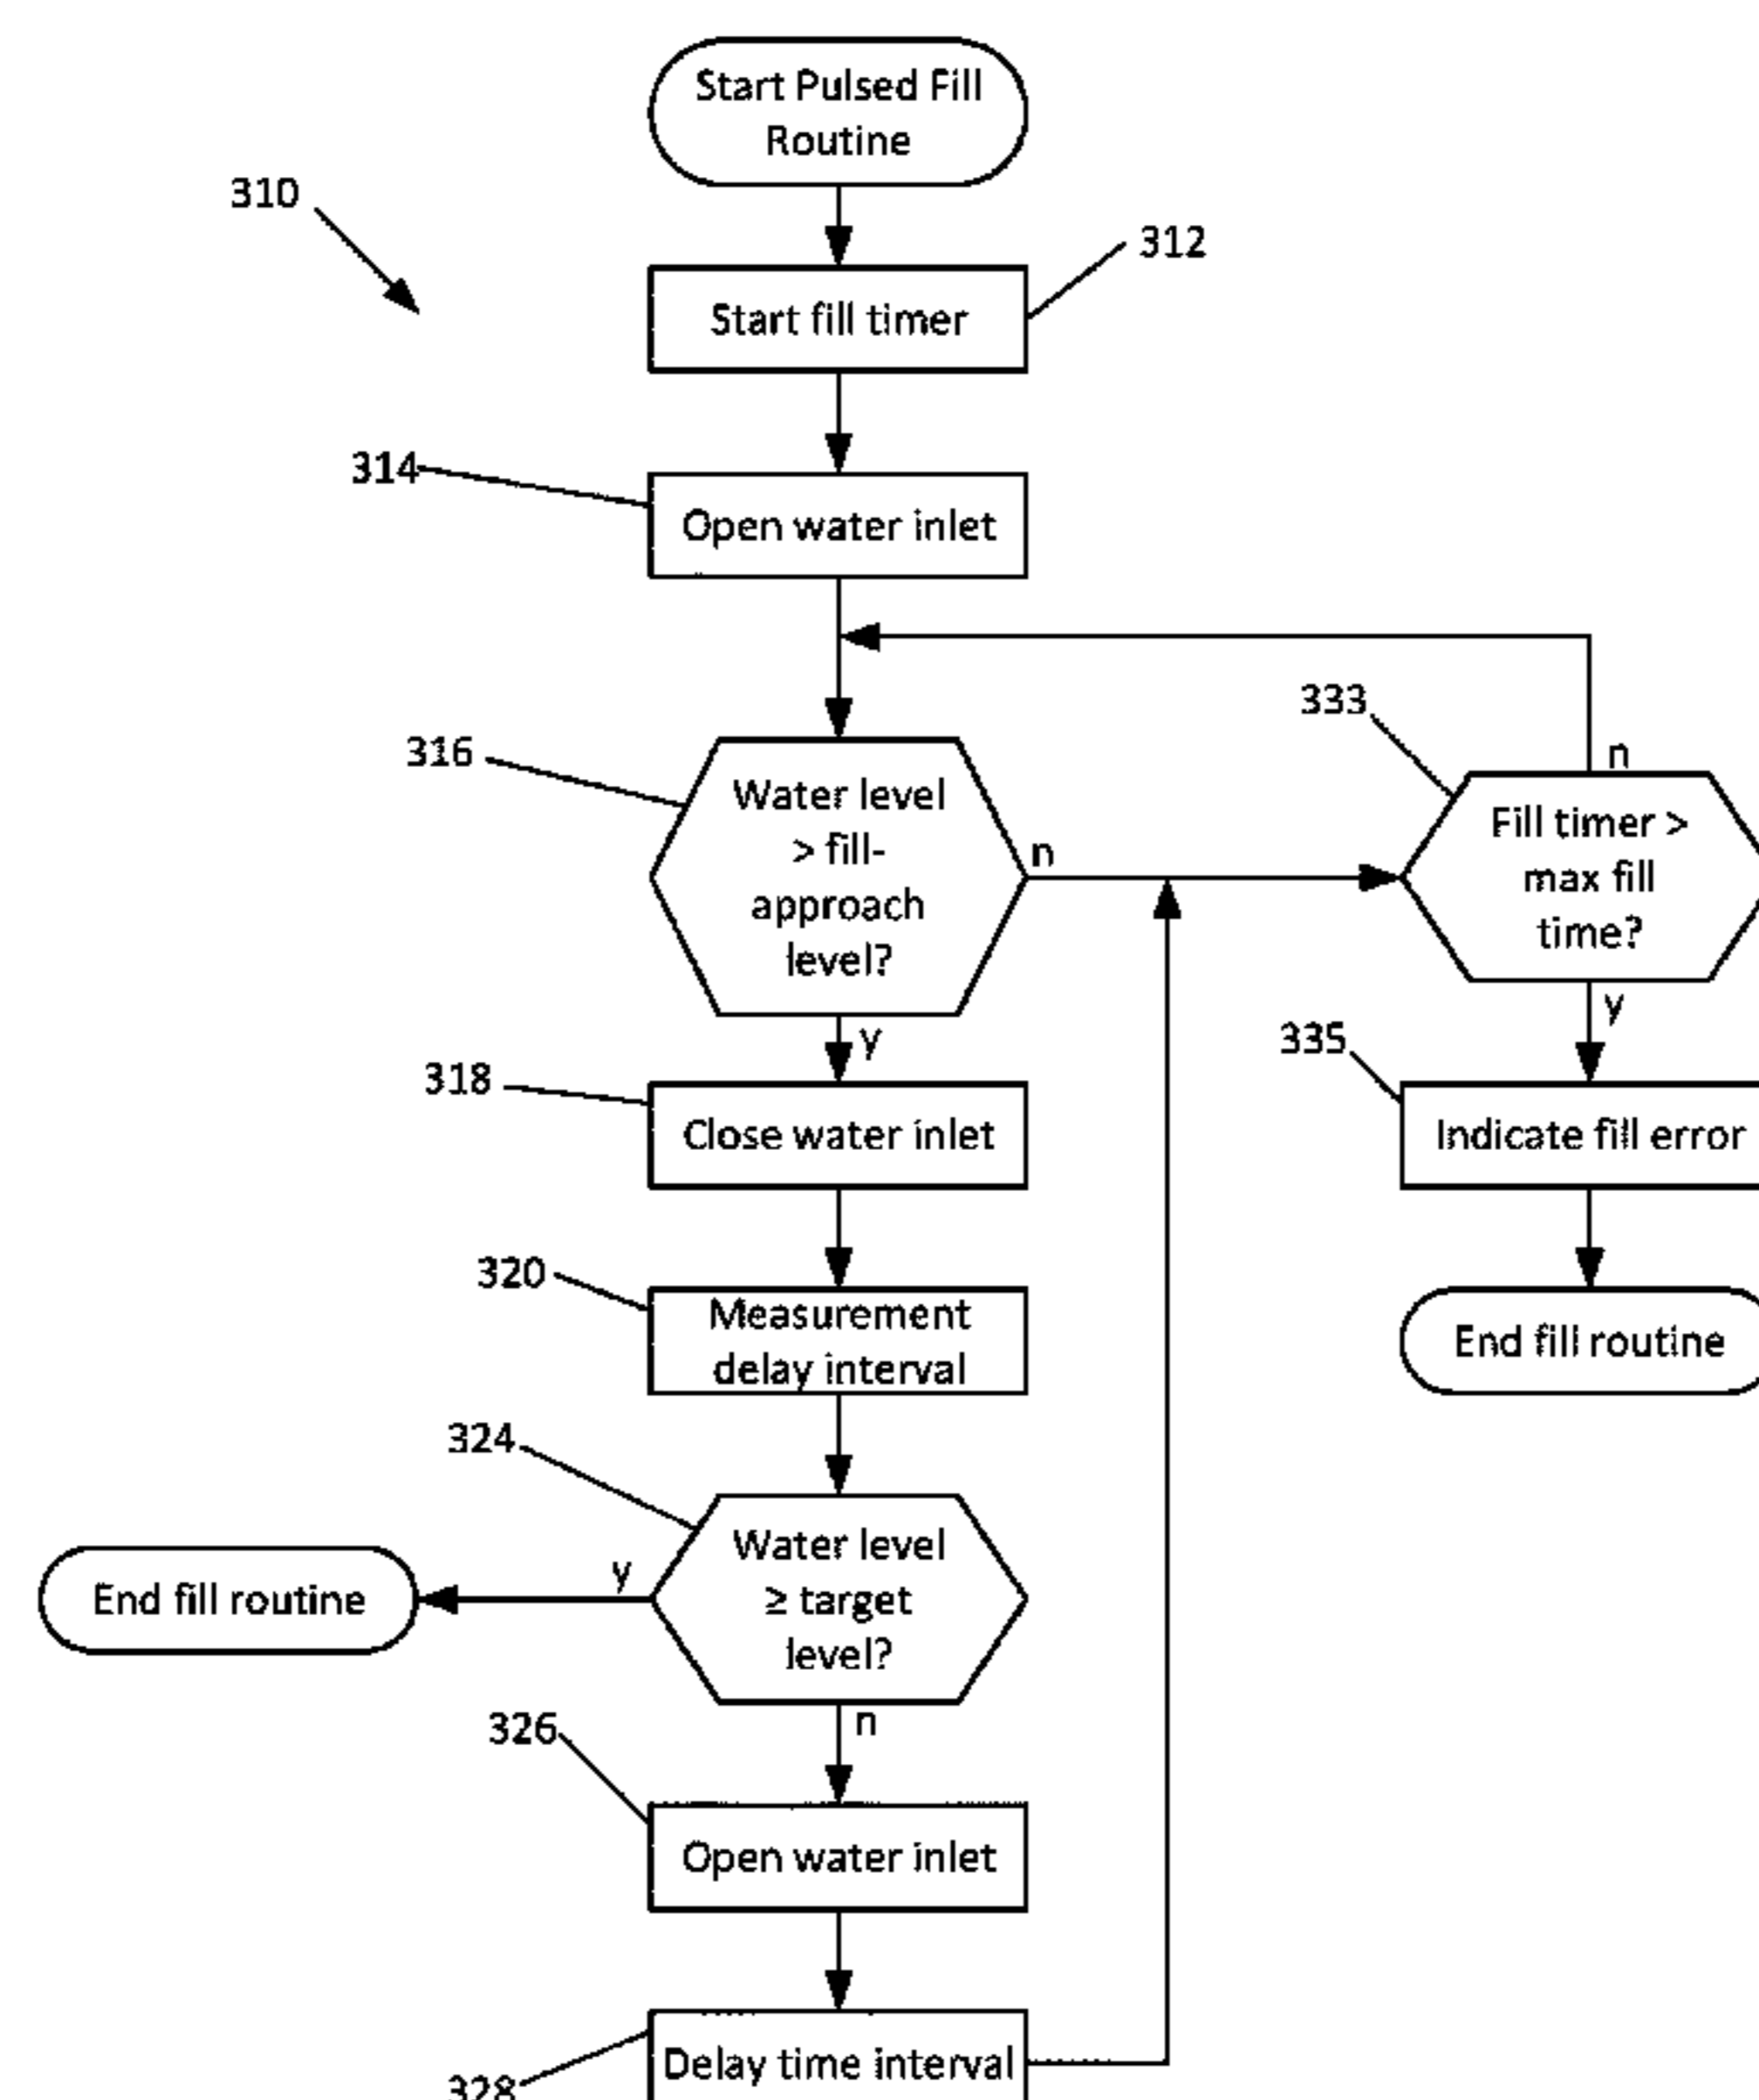 Start Pulsed Fill
Routine
310
312
Start fill timer
314
Open water inlet
333
n
316
Water level
> fill-
approach
level?
n
Fill timer >
max fill
time?
y
y
335
318
Close water inlet
Indicate fill error
320
Measurement
delay interval
End fill routine
324
Water level
≥ target
level?
y
End fill routine
n
326
Open water inlet
Delay time interval
328